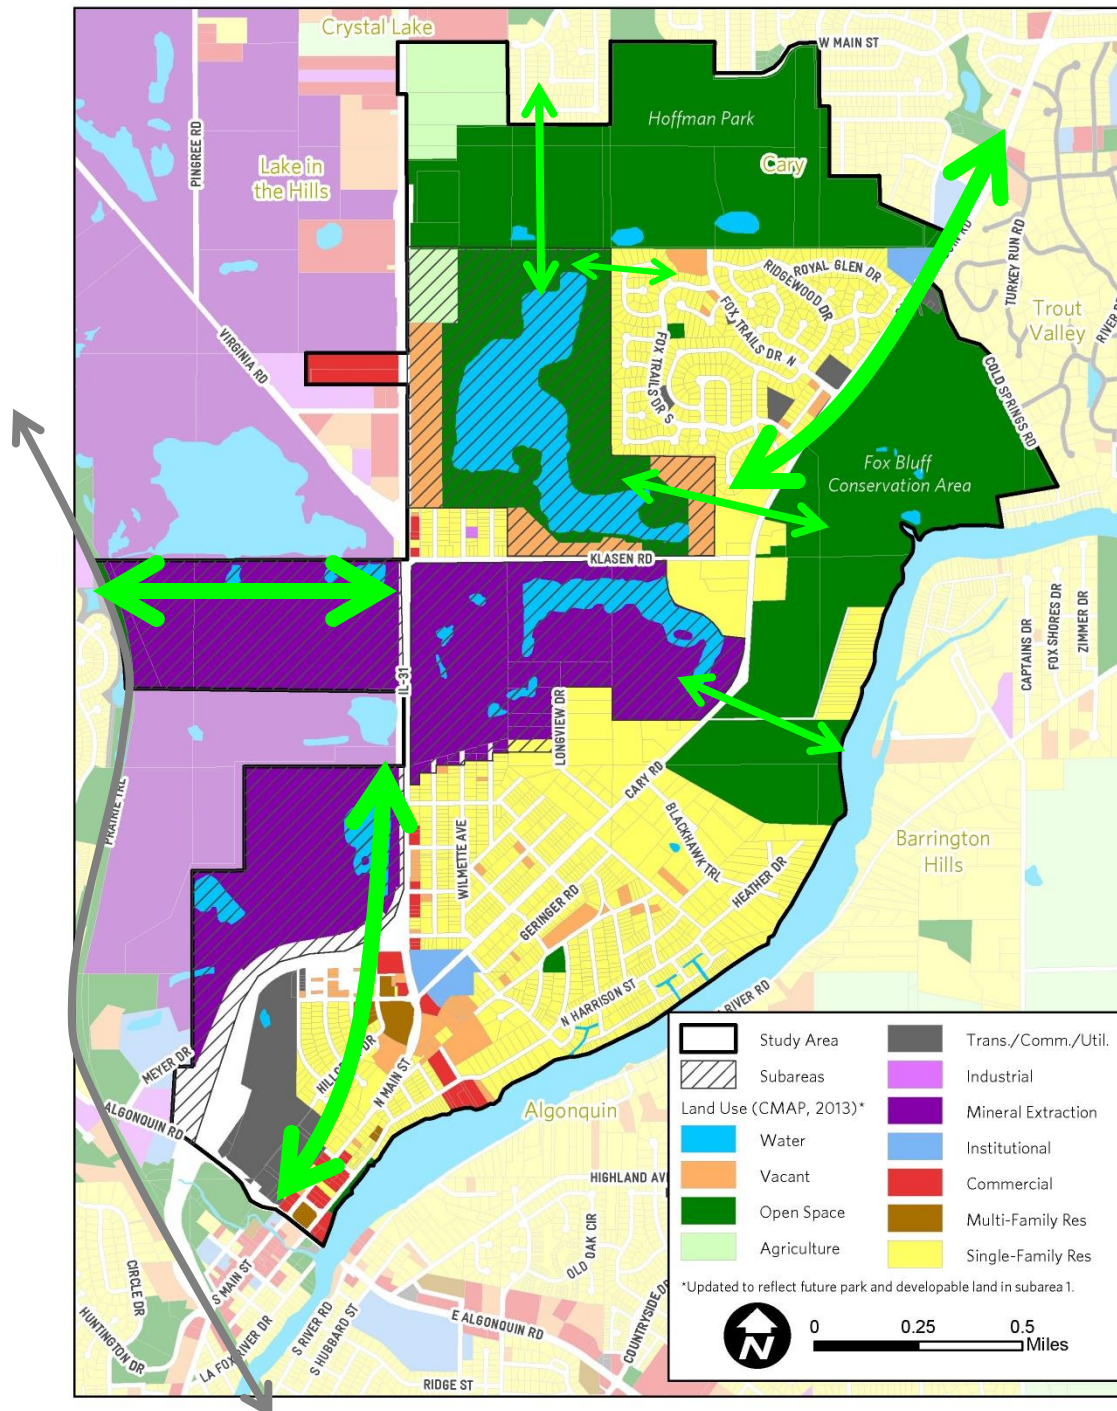 Crystal Lake
W MAIN ST
PINGREE RD
Hoffman Park
Lake in
the Hills
Cary
TURKEY RUN RD
ROYAL GLEN DR
RIDGEWOOD DR
Trout
Valley
FOX TRAILS DR N
VIRGINIA RD
FOX TRAILS DR S
COLD SPRINGS RD
Fox Bluff
Conservation Area
KLASEN RD
CAPTAINS DR
FOX SHORES DR
ZIMMER DR
IL-31
LONGVIEW DR
CARY RD
PRAIRIE TRL
WILMETTE AVE
BLACKHAWK TRL
Barrington
Hills
HEATHER DR
GERINGER RD
N HARRISON ST
RIVER RD
MEYER DR
N MAIN ST
ALGONQUIN RD
Algonquin
HIGHLAND AVE
OLD OAK CIR
S MAIN ST
CIRCLE DR
HUNTINGTON DR
LA FOX RIVER DR
S RIVER RD
S HUBBARD ST
E ALGONQUIN RD
COUNTRYSIDE DR
RIDGE ST
Study Area
Subareas
Land Use (CMAP, 2013)*
Water
Vacant
Open Space
Agriculture
Trans./Comm./Util.
Industrial
Mineral Extraction
Institutional
Commercial
Multi-Family Res
Single-Family Res
*Updated to reflect future park and developable land in subarea 1.
N
0 0.25 0.5
Miles